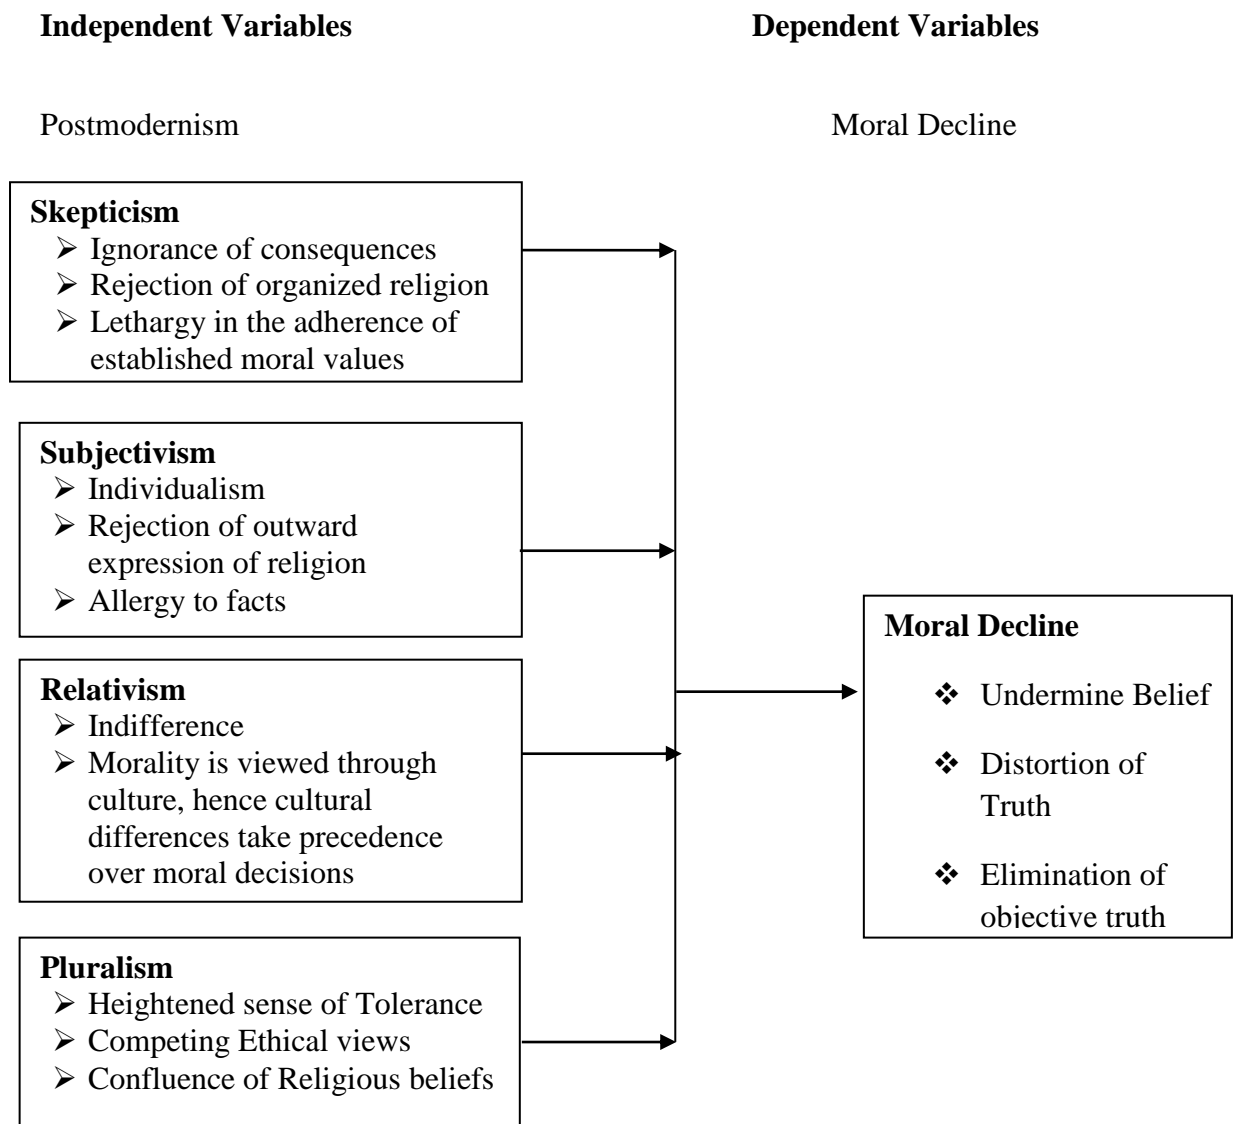 Independent Variables
Dependent Variables
Postmodernism
Moral Decline
Skepticism
➢ Ignorance of consequences
➢ Rejection of organized religion
➢ Lethargy in the adherence of
established moral values
Subjectivism
➢ Individualism
➢ Rejection of outward
expression of religion
➢ Allergy to facts
Relativism
➢ Indifference
➢ Morality is viewed through
culture, hence cultural
differences take precedence
over moral decisions
Pluralism
➢ Heightened sense of Tolerance
➢ Competing Ethical views
➢ Confluence of Religious beliefs
Moral Decline
❖ Undermine Belief
❖ Distortion of
Truth
❖ Elimination of
objective truth